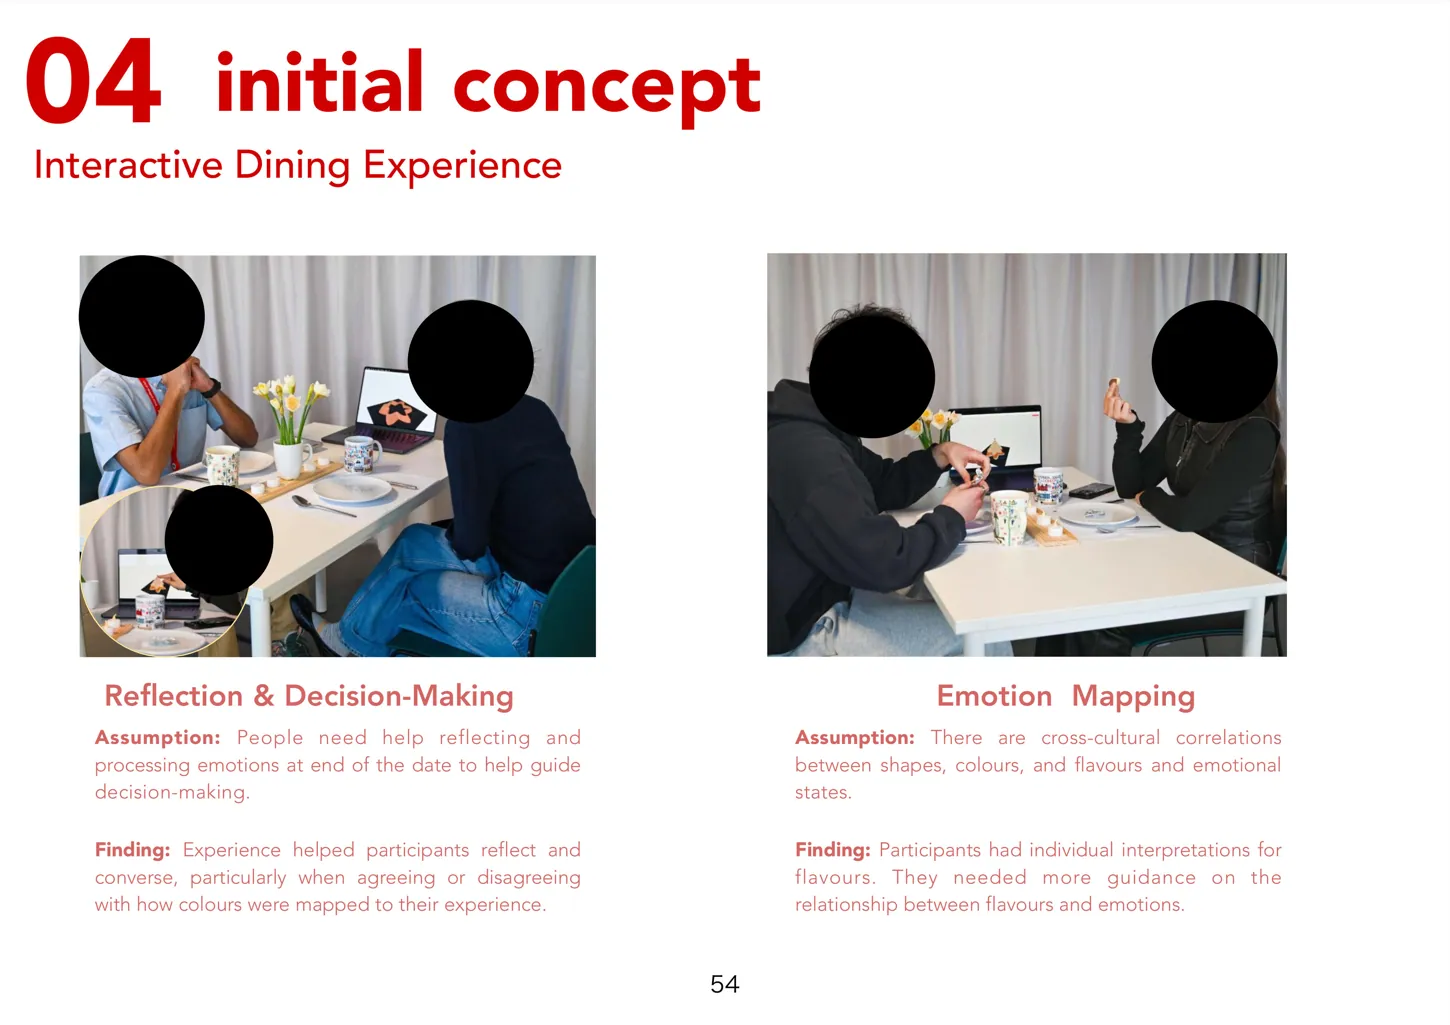 04 initial concept
Interactive Dining Experience
Reflection & Decision-Making
Assumption: People need help reflecting and
processing emotions at end of the date to help guide
decision-making.
Finding: Experience helped participants reflect and
converse, particularly when agreeing or disagreeing
with how colours were mapped to their experience.
Emotion Mapping
Assumption: There are cross-cultural correlations
between shapes, colours, and flavours and emotional
states.
Finding: Participants had individual interpretations for
flavours. They needed more guidance on the
relationship between flavours and emotions.
54